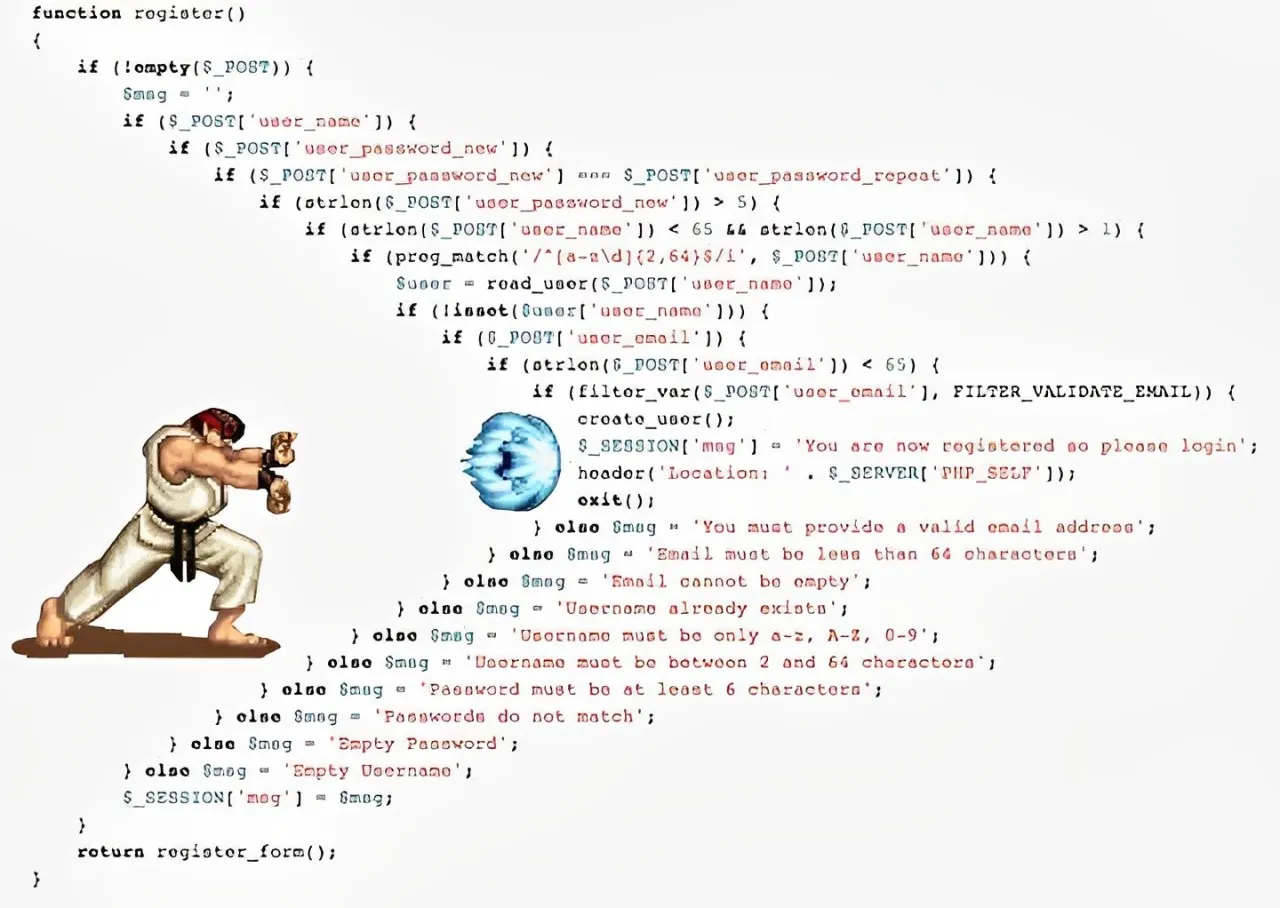 function register()
{
if (!empty($_POST)) {
$msg = '';
if ($_POST['user_name']) {
if ($_POST['user_password_new']) {
if ($_POST['user_password_new'] === $_POST['user_password_repeat']) {
if (strlen($_POST['user_password_new']) > 5) {
if (strlen($_POST['user_name']) < 65 && strlen($_POST['user_name']) > 1) {
if (preg_match('/^[a-z\d]{2,64}$/i', $_POST['user_name'])) {
$user = read_user($_POST['user_name']);
if (!isset($user['user_name'])) {
if ($_POST['user_email']) {
if (strlen($_POST['user_email']) < 65) {
if (filter_var($_POST['user_email'], FILTER_VALIDATE_EMAIL)) {
create_user();
$_SESSION['msg'] = 'You are now registered so please login';
header('Location: ' . $_SERVER['PHP_SELF']);
exit();
} else $msg = 'You must provide a valid email address';
} else $msg = 'Email must be less than 64 characters';
} else $msg = 'Email cannot be empty';
} else $msg = 'Username already exists';
} else $msg = 'Username must be only a-z, A-Z, 0-9';
} else $msg = 'Username must be between 2 and 64 characters';
} else $msg = 'Password must be at least 6 characters';
} else $msg = 'Passwords do not match';
} else $msg = 'Empty Password';
} else $msg = 'Empty Username';
$_SESSION['msg'] = $msg;
}
return register_form();
}